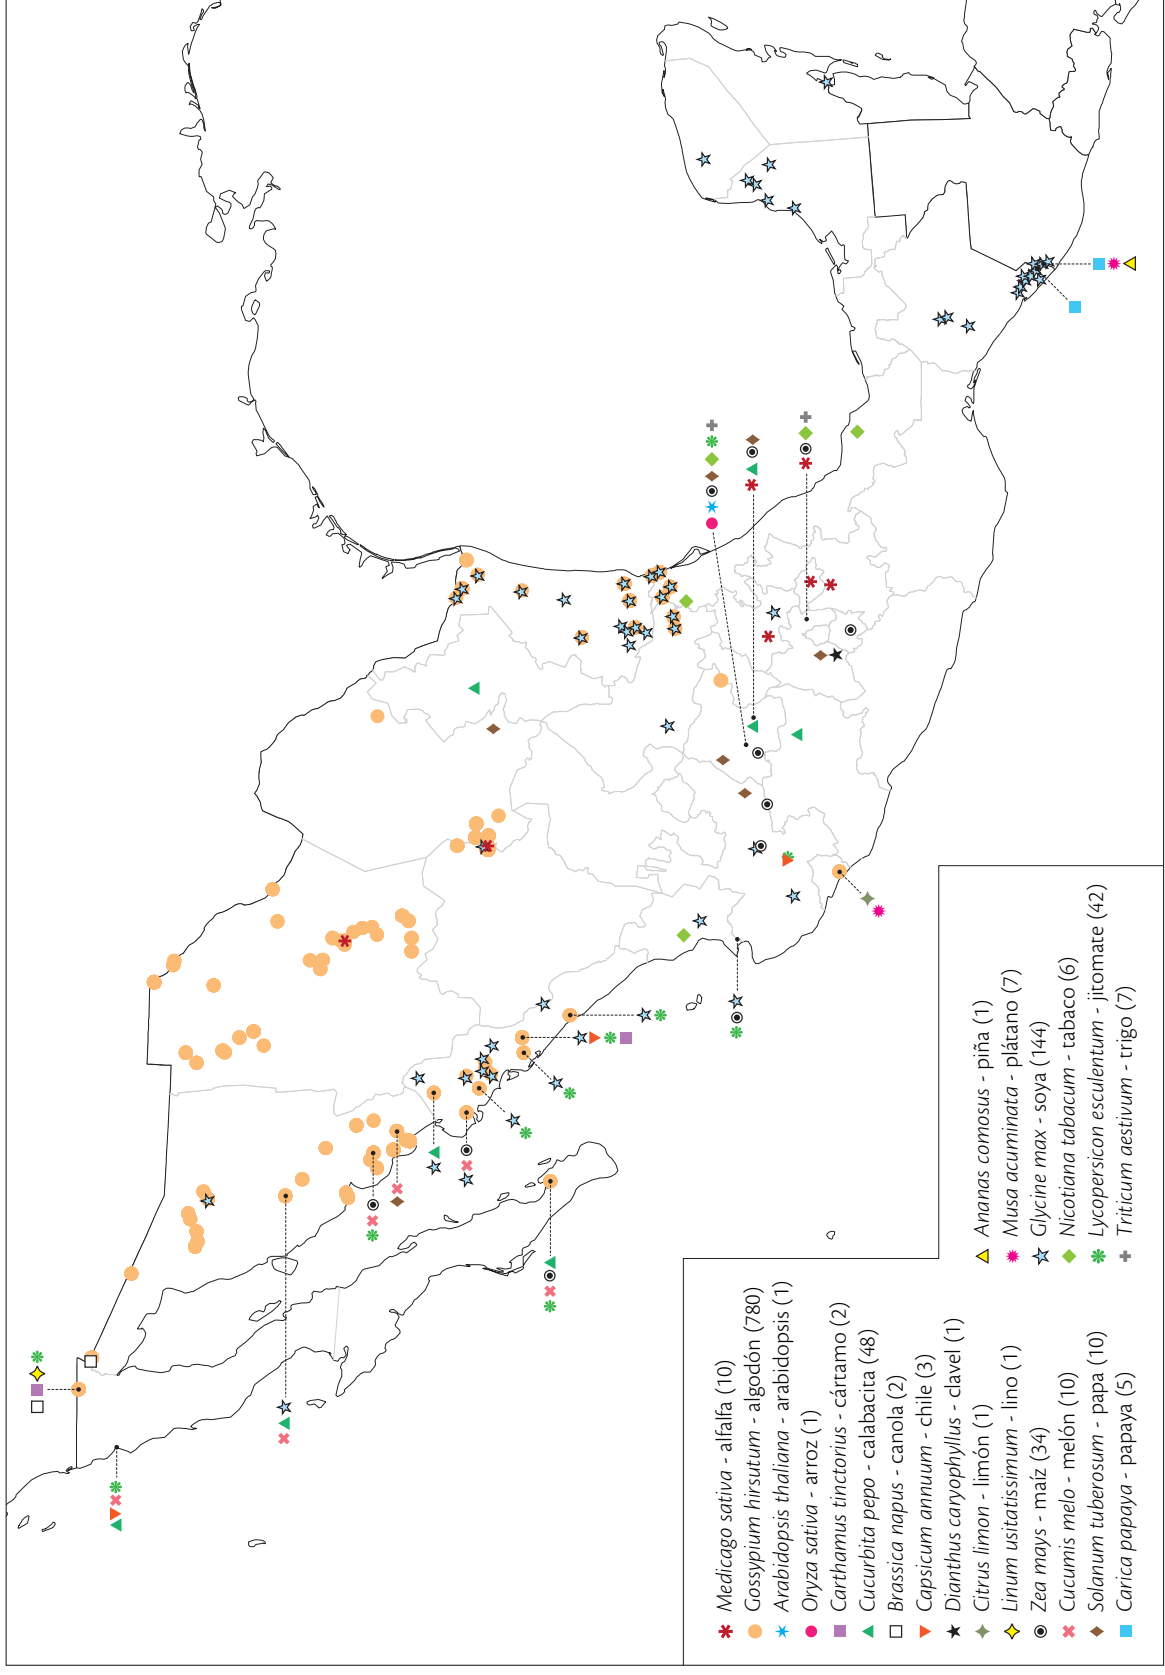 Medicago sativa - alfalfa (10)
Gossypium hirsutum - algodón (780)
Arabidopsis thaliana - arabidopsis (1)
Oryza sativa - arroz (1)
Carthamus tinctorius - cártamo (2)
Cucurbita pepo - calabacita (48)
Brassica napus - canola (2)
Capsicum annuum - chile (3)
Dianthus caryophyllus - clavel (1)
Citrus limon - limón (1)
Linum usitatissimum - lino (1)
Zea mays - maíz (34)
Cucumis melo - melón (10)
Solanum tuberosum - papa (10)
Carica papaya - papaya (5)
Ananas comosus - piña (1)
Musa acuminata - plátano (7)
Glycine max - soya (144)
Nicotiana tabacum - tabaco (6)
Lycopersicon esculentum - jitomate (42)
Triticum aestivum - trigo (7)